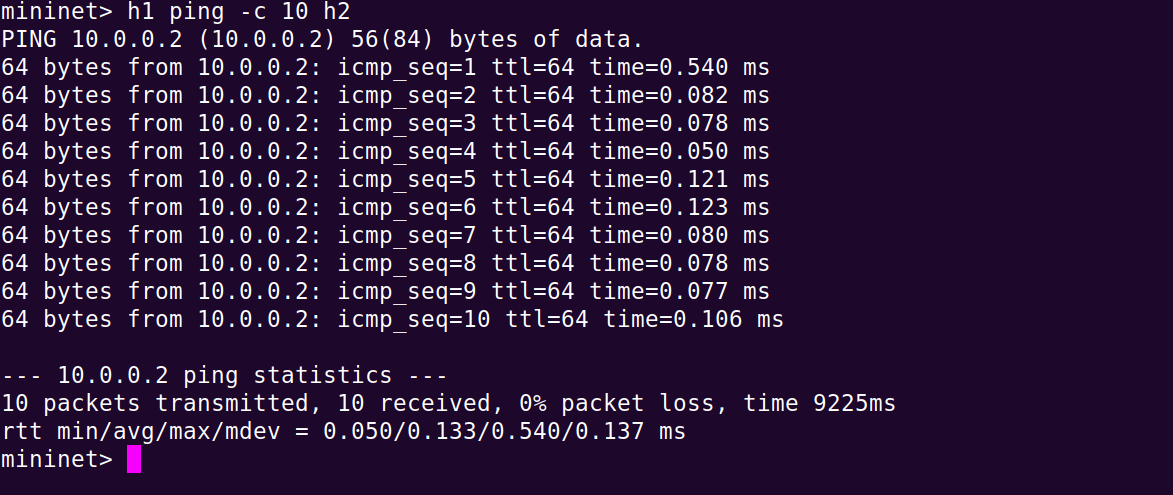 mininet> h1 ping -c 10 h2
PING 10.0.0.2 (10.0.0.2) 56(84) bytes of data.
64 bytes from 10.0.0.2: icmp_seq=1 ttl=64 time=0.540 ms
64 bytes from 10.0.0.2: icmp_seq=2 ttl=64 time=0.082 ms
64 bytes from 10.0.0.2: icmp_seq=3 ttl=64 time=0.078 ms
64 bytes from 10.0.0.2: icmp_seq=4 ttl=64 time=0.050 ms
64 bytes from 10.0.0.2: icmp_seq=5 ttl=64 time=0.121 ms
64 bytes from 10.0.0.2: icmp_seq=6 ttl=64 time=0.123 ms
64 bytes from 10.0.0.2: icmp_seq=7 ttl=64 time=0.080 ms
64 bytes from 10.0.0.2: icmp_seq=8 ttl=64 time=0.078 ms
64 bytes from 10.0.0.2: icmp_seq=9 ttl=64 time=0.077 ms
64 bytes from 10.0.0.2: icmp_seq=10 ttl=64 time=0.106 ms

--- 10.0.0.2 ping statistics ---
10 packets transmitted, 10 received, 0% packet loss, time 9225ms
rtt min/avg/max/mdev = 0.050/0.133/0.540/0.137 ms
mininet>